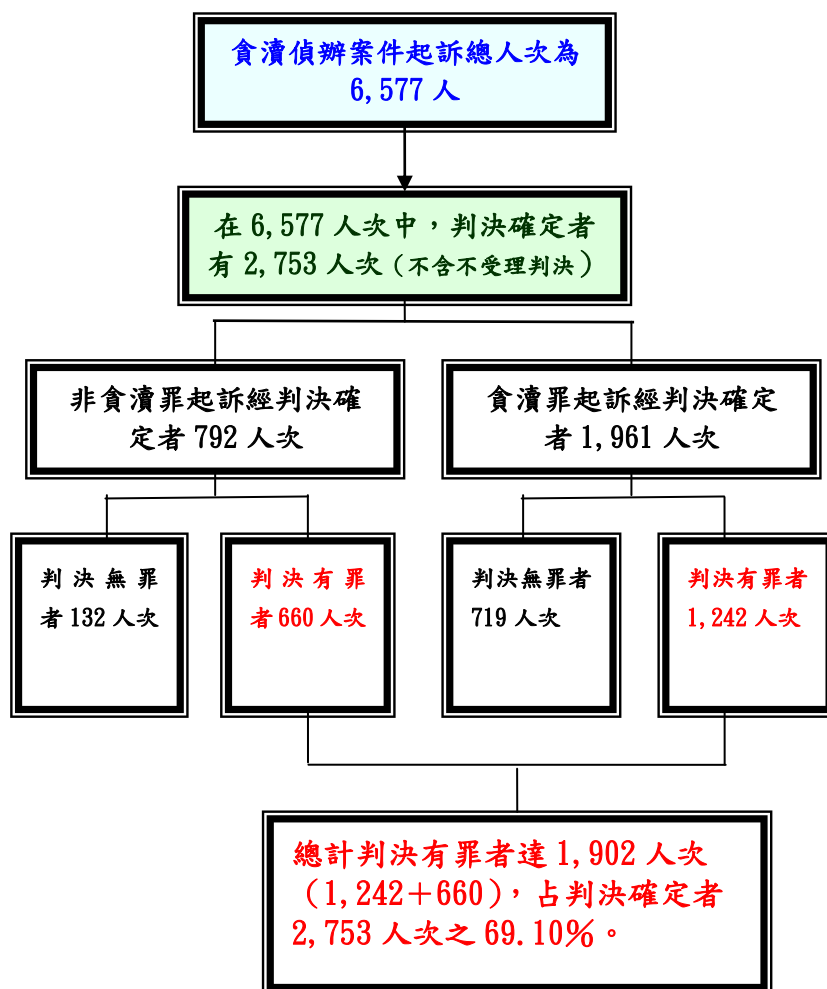 貪瀆偵辦案件起訴總人次為
6,577 人
在 6,577 人次中，判決確定者
有 2,753 人次（不含不受理判決）
非貪瀆罪起訴經判決確
定者 792 人次
貪瀆罪起訴經判決確定
者 1,961 人次
判決無罪
者 132 人次
判決有罪
者 660 人次
判決無罪者
719 人次
判決有罪者
1,242 人次
總計判決有罪者達 1,902 人次
（1,242＋660），占判決確定者
2,753 人次之 69.10％。